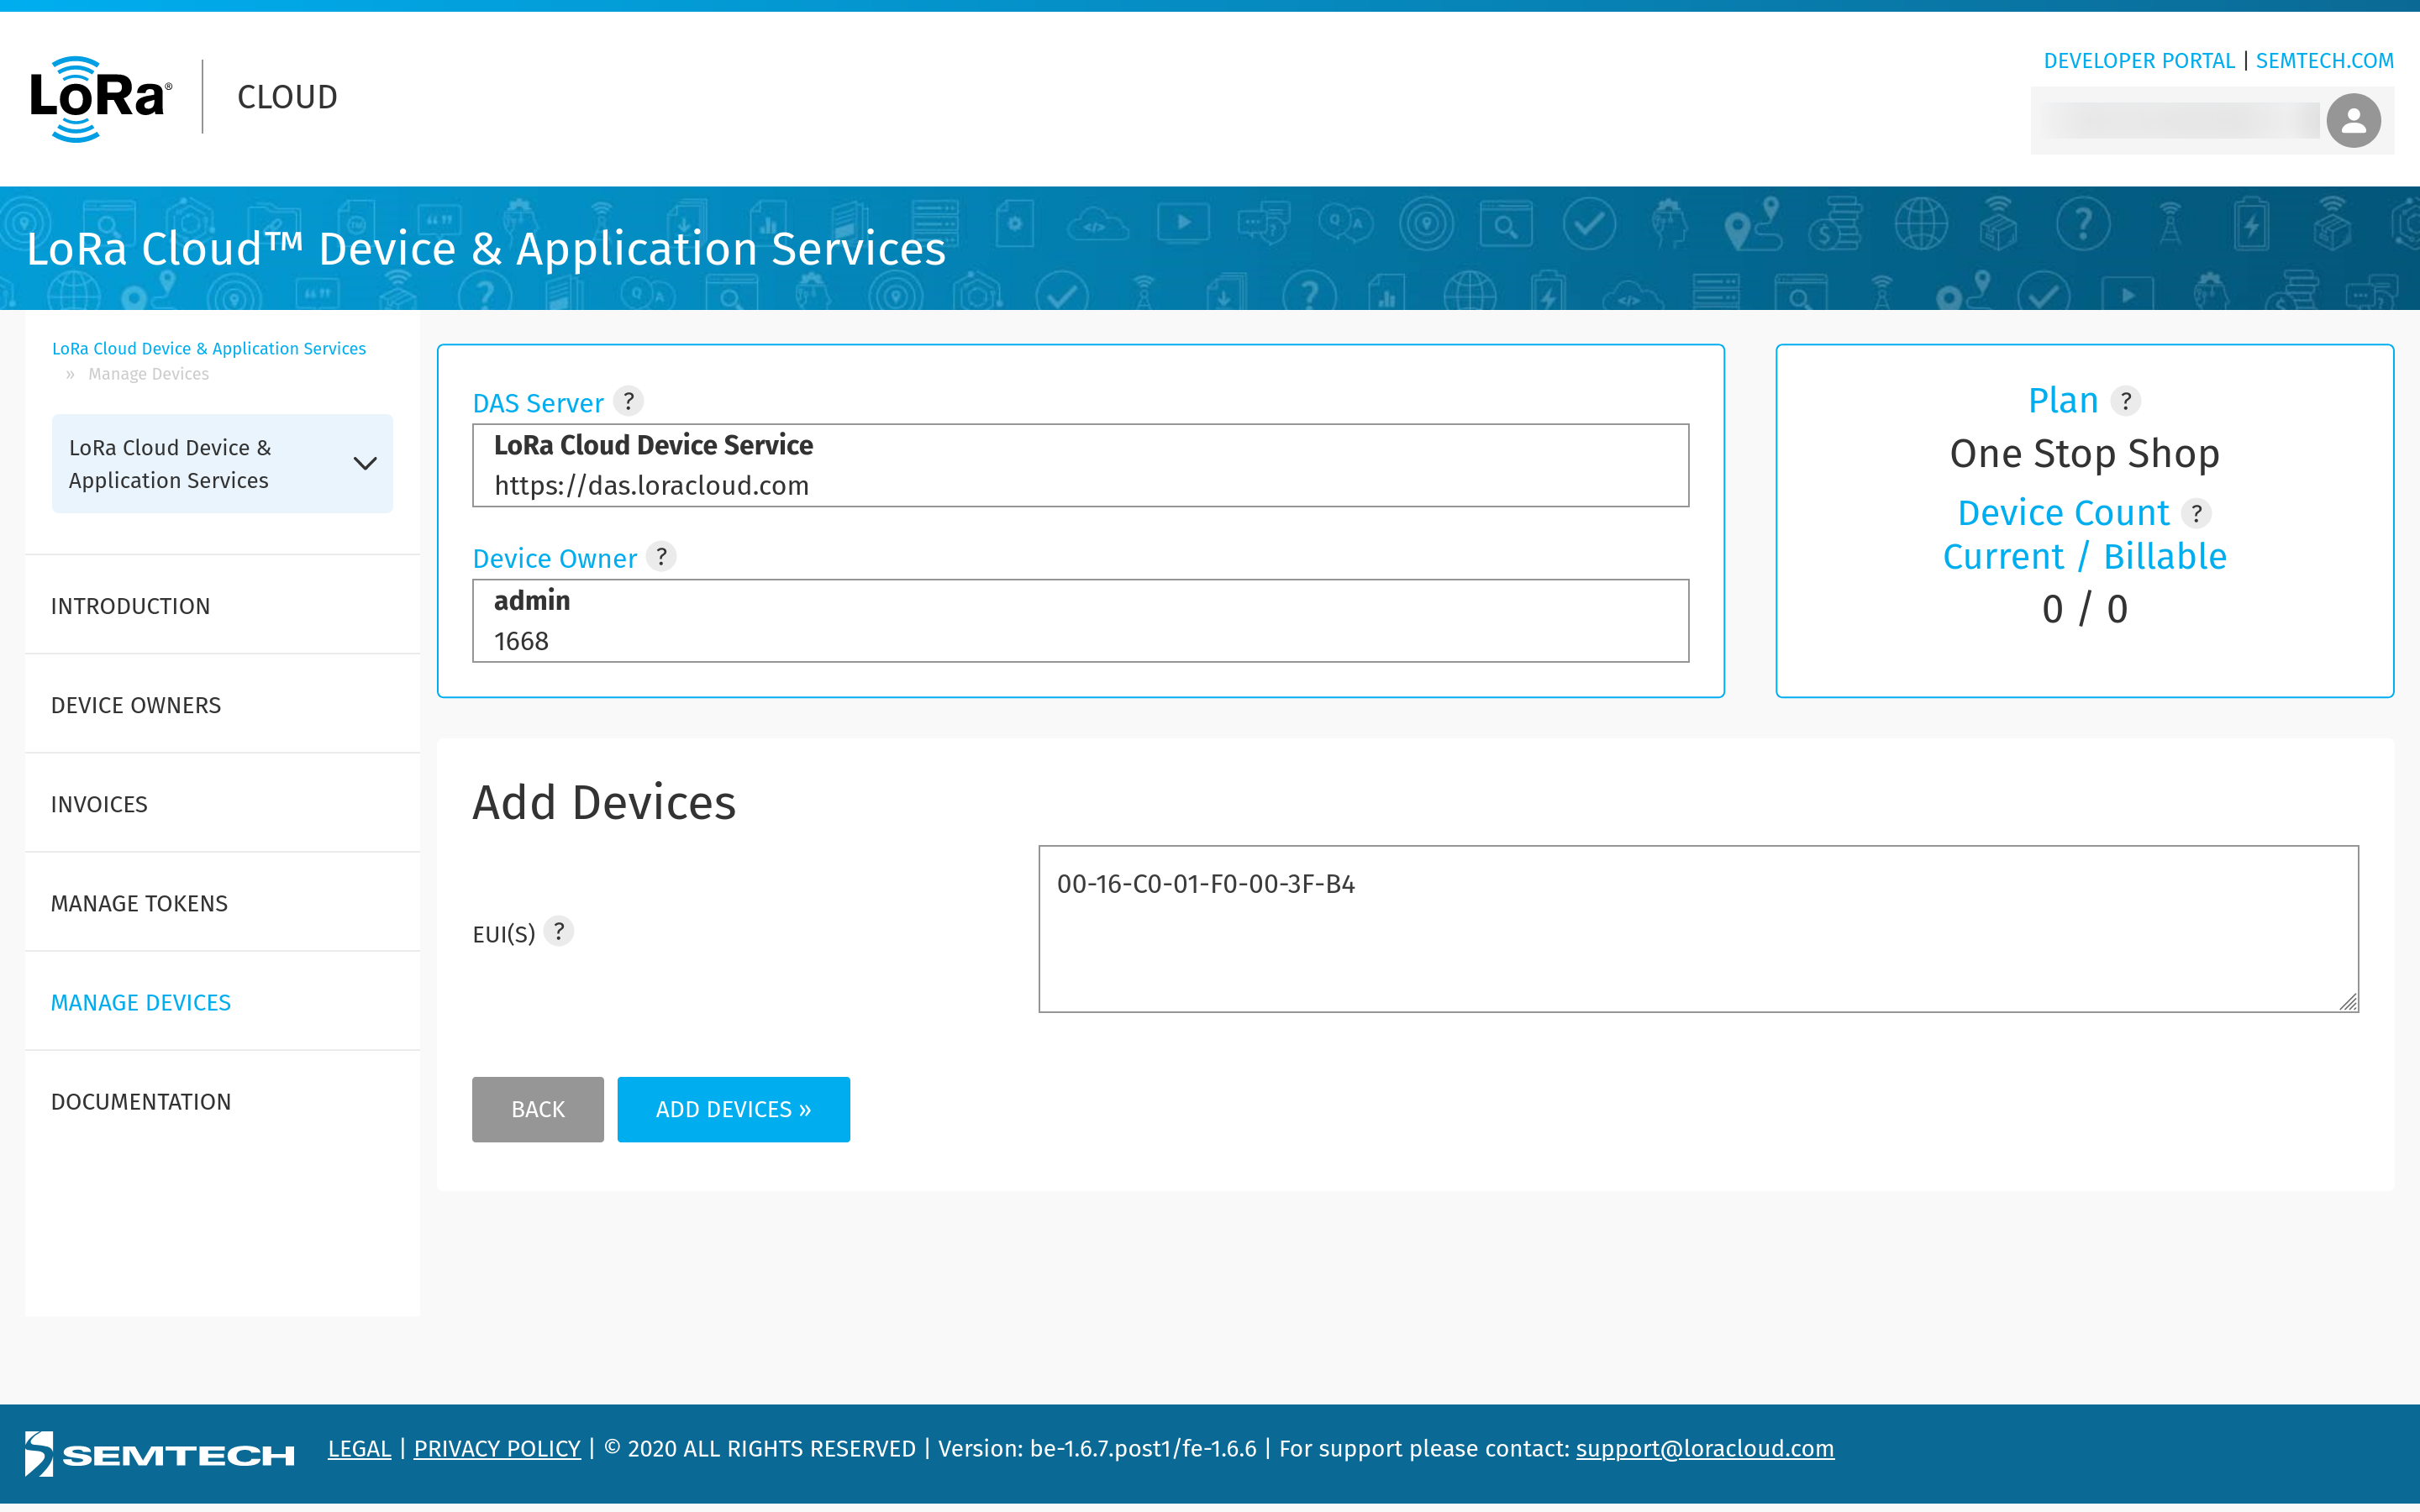 LoRa®
CLOUD
DEVELOPER PORTAL | SEMTECH.COM
LoRa Cloud™ Device & Application Services
LoRa Cloud Device & Application Services
» Manage Devices
LoRa Cloud Device &
Application Services
INTRODUCTION
DEVICE OWNERS
INVOICES
MANAGE TOKENS
MANAGE DEVICES
DOCUMENTATION
DAS Server ?
LoRa Cloud Device Service
https://das.loracloud.com
Device Owner ?
admin
1668
Plan ?
One Stop Shop
Device Count ?
Current / Billable
0 / 0
Add Devices
EUI(S) ?
00-16-C0-01-F0-00-3F-B4
BACK
ADD DEVICES »
SEMTECH
LEGAL | PRIVACY POLICY | © 2020 ALL RIGHTS RESERVED | Version: be-1.6.7.post1/fe-1.6.6 | For support please contact: support@loracloud.com